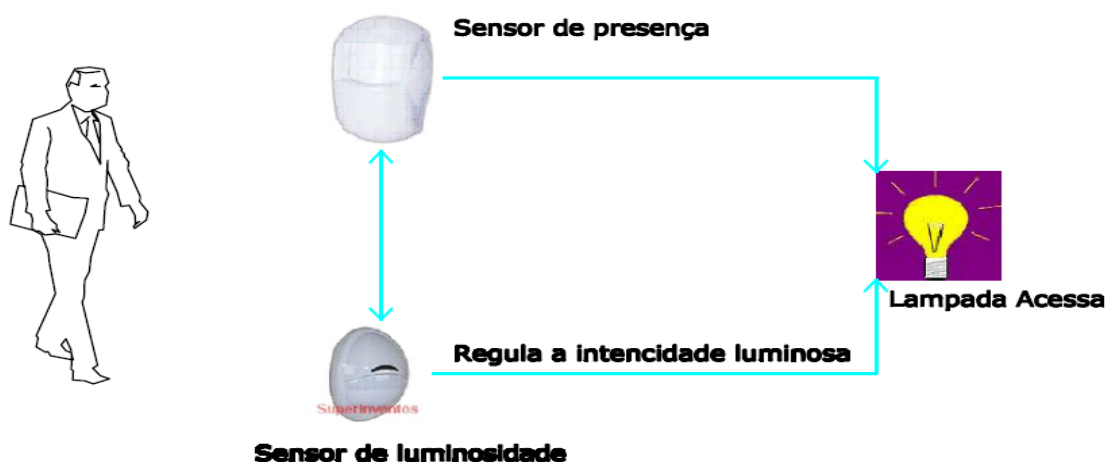 Sensor de presença
Lampada Acessa
Regula a intencidade luminosa
Superinventos
Sensor de luminosidade